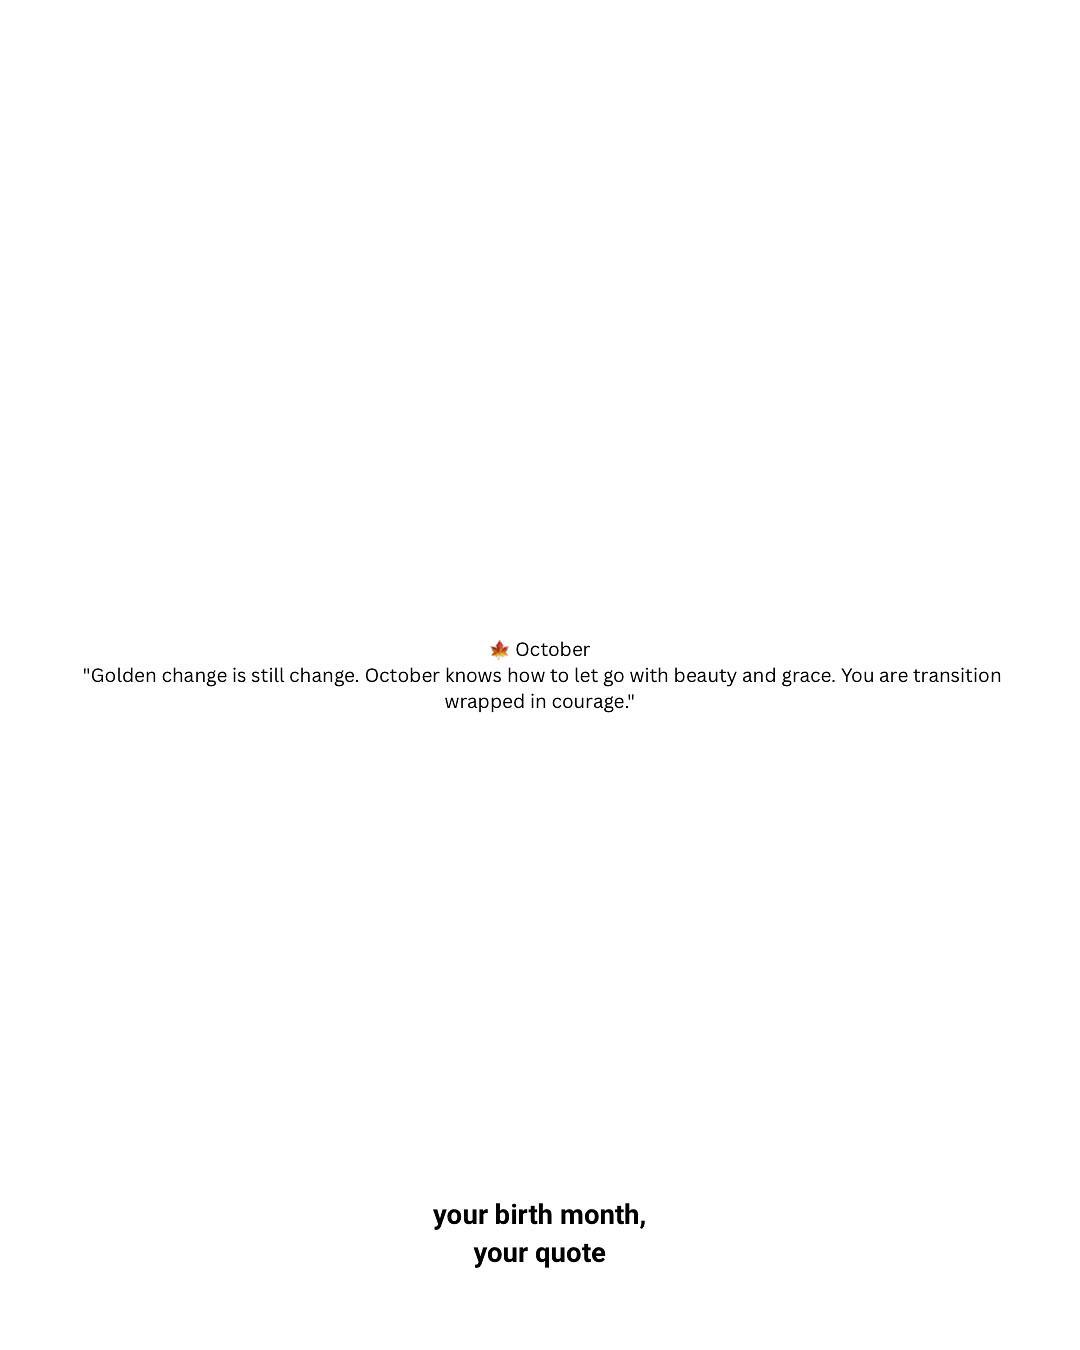 🍁 October
"Golden change is still change. October knows how to let go with beauty and grace. You are transition
wrapped in courage."
your birth month,
your quote